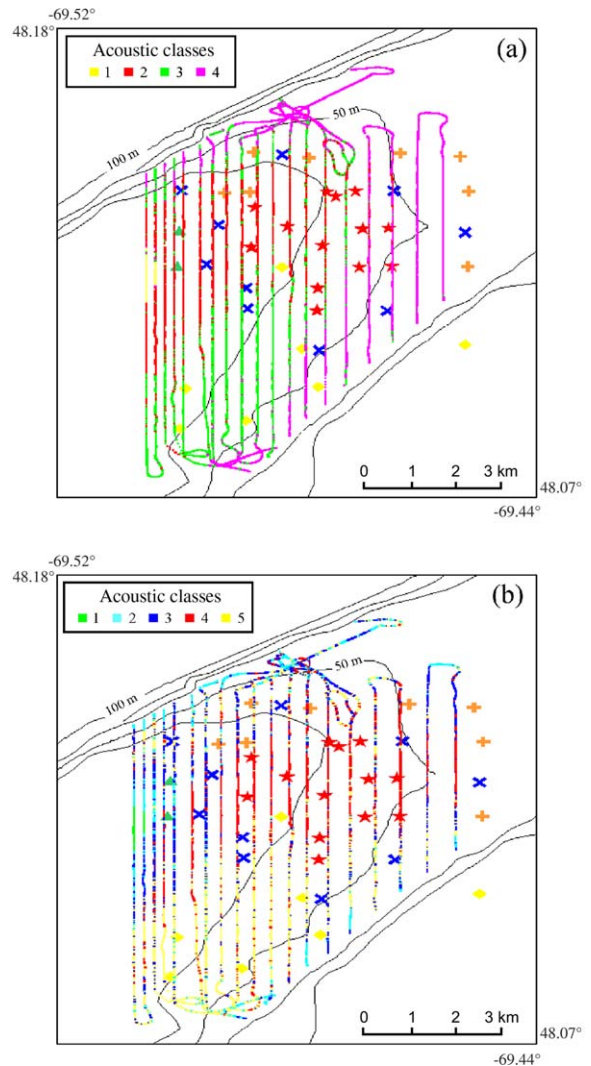 -69.52°
48.18°
(a)
Acoustic classes
1 2 3 4
50 m
100 m
0 1 2 3 km
48.07°
-69.44°
-69.52°
48.18°
(b)
Acoustic classes
1 2 3 4 5
50 m
100 m
0 1 2 3 km
48.07°
-69.44°